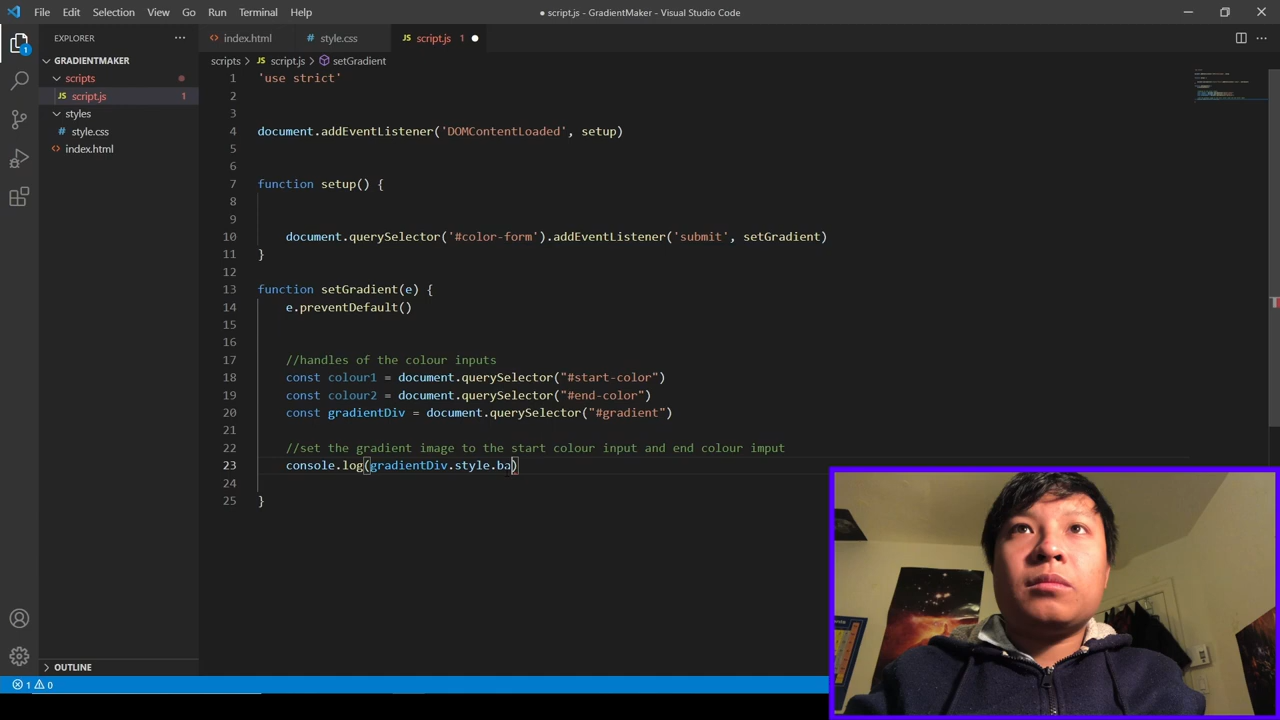 File Edit Selection View Go Run Terminal Help
● script.js - GradientMaker - Visual Studio Code
EXPLORER
index.html
style.css
JS script.js 1
GRADIENTMAKER
scripts > JS script.js > setGradient
scripts
JS script.js 1
styles
# style.css
<> index.html
1 'use strict'
2
3
4 document.addEventListener('DOMContentLoaded', setup)
5
6
7 function setup() {
8
9
10 document.querySelector('#color-form').addEventListener('submit', setGradient)
11 }
12
13 function setGradient(e) {
14 e.preventDefault()
15
16
17 //handles of the colour inputs
18 const colour1 = document.querySelector("#start-color")
19 const colour2 = document.querySelector("#end-color")
20 const gradientDiv = document.querySelector("#gradient")
21
22 //set the gradient image to the start colour input and end colour imput
23 console.log(gradientDiv.style.ba)
24
25 }
OUTLINE
1 0